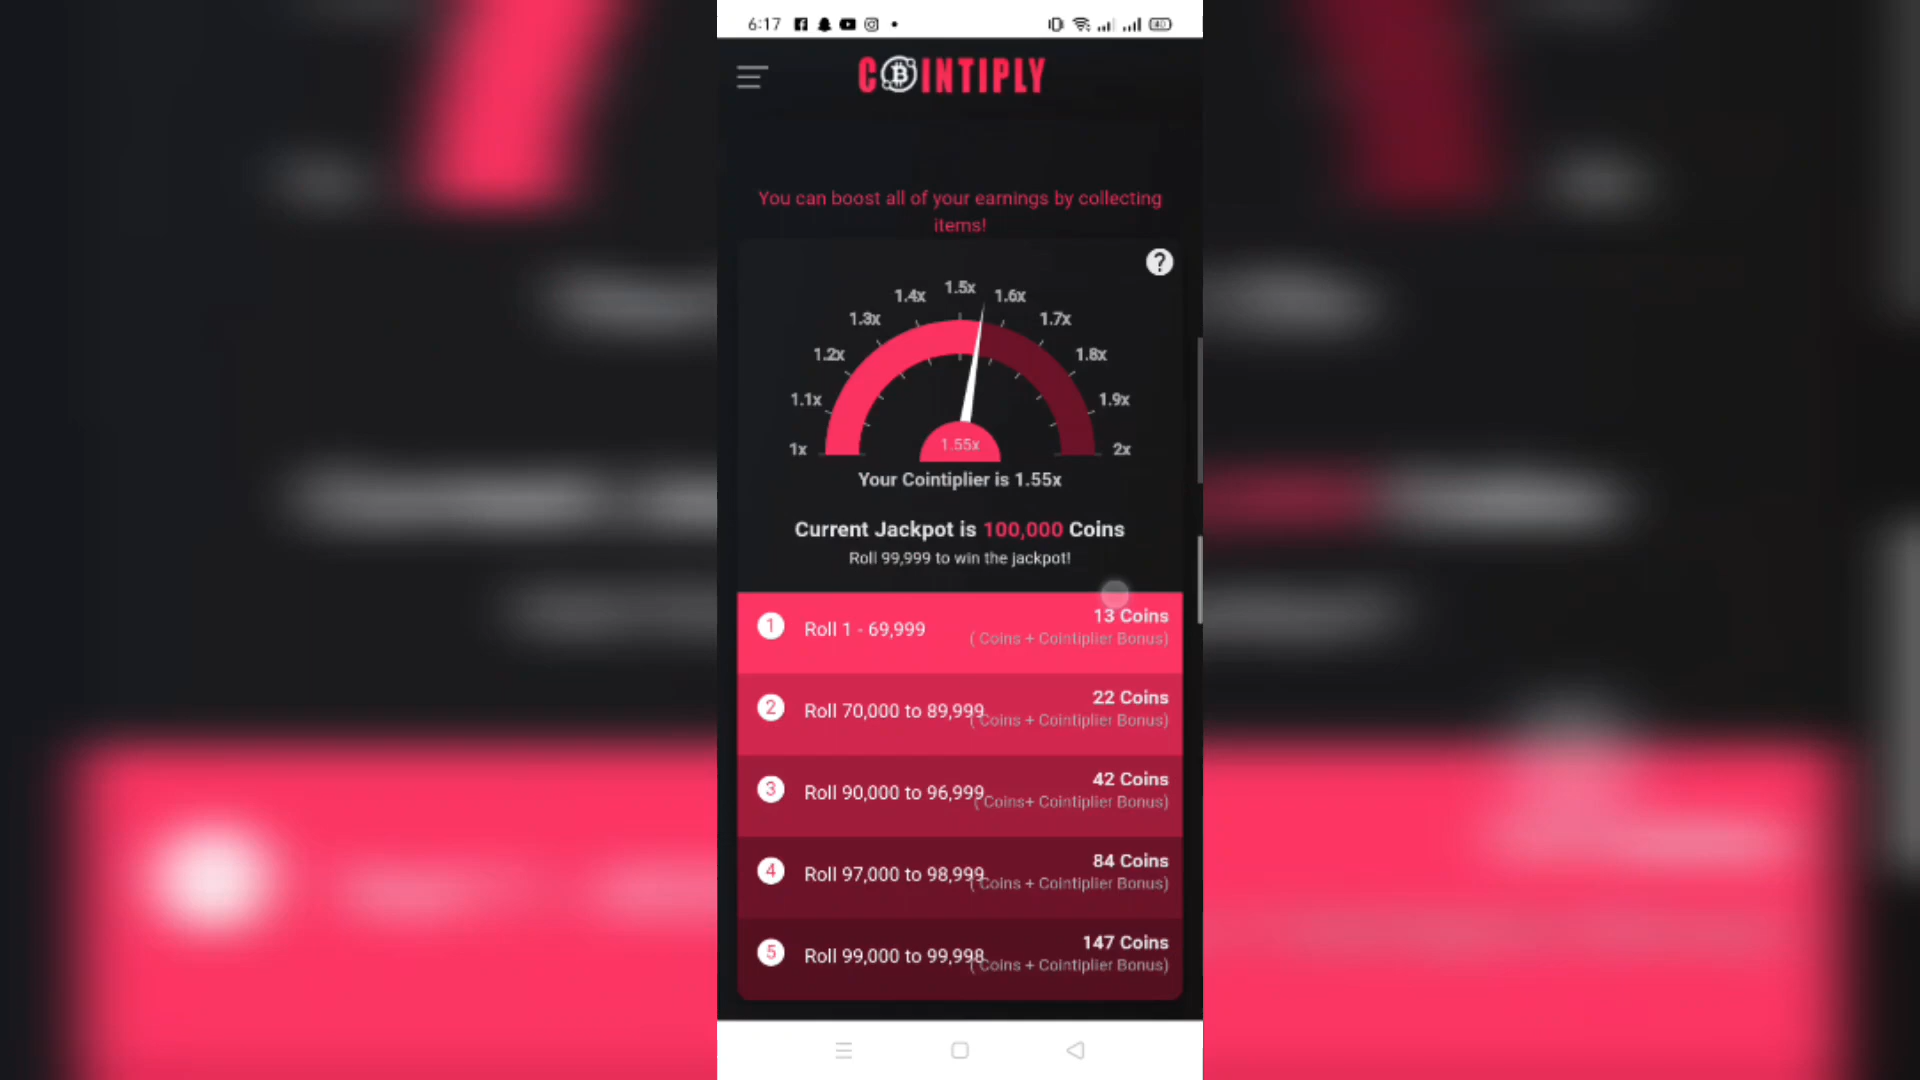 6:17
COINTIPLY
You can boost all of your earnings by collecting
items!
?
1x
1.1x
1.2x
1.3x
1.4x
1.5x
1.6x
1.7x
1.8x
1.9x
2x
1.55x
Your Cointiplier is 1.55x
Current Jackpot is 100,000 Coins
Roll 99,999 to win the jackpot!
1 Roll 1 - 69,999 13 Coins
( Coins + Cointiplier Bonus)
2 Roll 70,000 to 89,999 22 Coins
( Coins + Cointiplier Bonus)
3 Roll 90,000 to 96,999 42 Coins
( Coins+ Cointiplier Bonus)
4 Roll 97,000 to 98,999 84 Coins
( Coins + Cointiplier Bonus)
5 Roll 99,000 to 99,998 147 Coins
( Coins + Cointiplier Bonus)